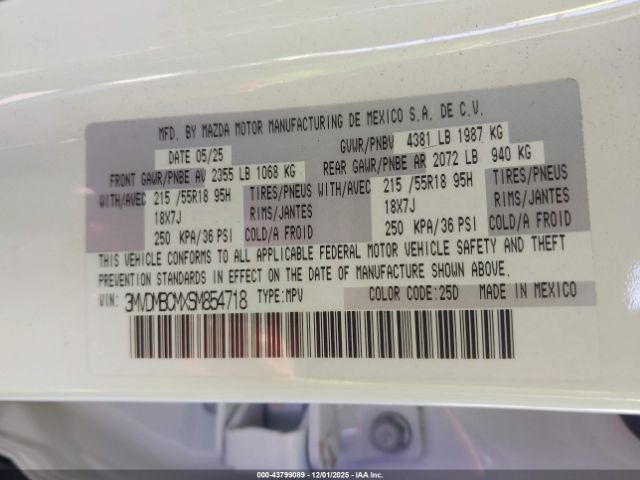 MFD. BY MAZDA MOTOR MANUFACTURING DE MEXICO S.A. DE C.V.
DATE 05/25 GVWR/PNBV 4381 LB 1987 KG
FRONT GAWR/PNBE AV 2355 LB 1068 KG REAR GAWR/PNBE AR 2072 LB 940 KG
WITH/AVEC 215 /55R18 95H TIRES/PNEUS WITH/AVEC 215 /55R18 95H TIRES/PNEUS
18X7J RIMS/JANTES 18X7J RIMS/JANTES
250 KPA/36 PSI COLD/A FROID 250 KPA/36 PSI COLD/A FROID
THIS VEHICLE CONFORMS TO ALL APPLICABLE FEDERAL MOTOR VEHICLE SAFETY AND THEFT
PREVENTION STANDARDS IN EFFECT ON THE DATE OF MANUFACTURE SHOWN ABOVE.
VIN: 3MVDMBCMXSM854718 TYPE:MPV COLOR CODE:25D MADE IN MEXICO
000-43799089 - 12/01/2025 - IAA Inc.